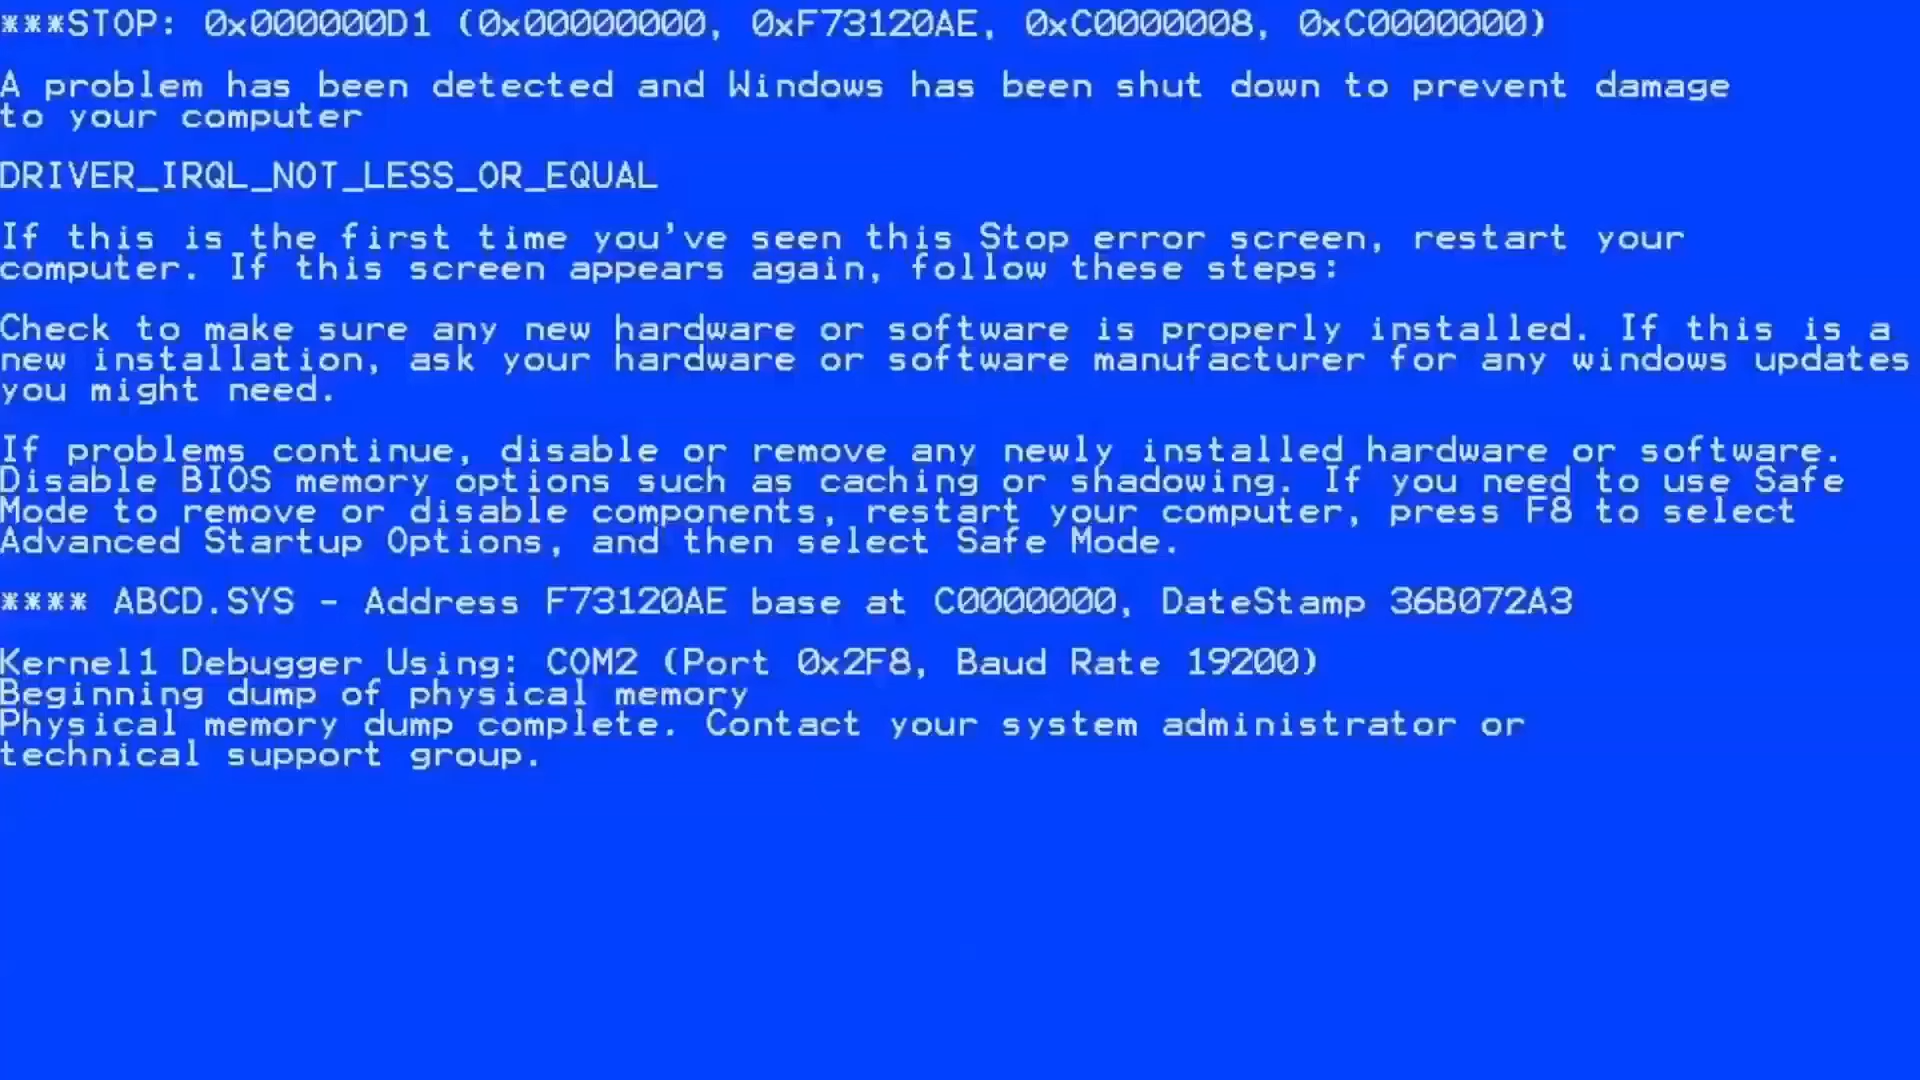 ***STOP: 0x000000D1 (0x00000000, 0xF73120AE, 0xC0000008, 0xC0000000)
A problem has been detected and Windows has been shut down to prevent damage
to your computer
DRIVER_IRQL_NOT_LESS_OR_EQUAL
If this is the first time you've seen this Stop error screen, restart your
computer. If this screen appears again, follow these steps:
Check to make sure any new hardware or software is properly installed. If this is a
new installation, ask your hardware or software manufacturer for any windows updates
you might need.
If problems continue, disable or remove any newly installed hardware or software.
Disable BIOS memory options such as caching or shadowing. If you need to use Safe
Mode to remove or disable components, restart your computer, press F8 to select
Advanced Startup Options, and then select Safe Mode.
**** ABCD.SYS - Address F73120AE base at C0000000, DateStamp 36B072A3
Kernel1 Debugger Using: COM2 (Port 0x2F8, Baud Rate 19200)
Beginning dump of physical memory
Physical memory dump complete. Contact your system administrator or
technical support group.